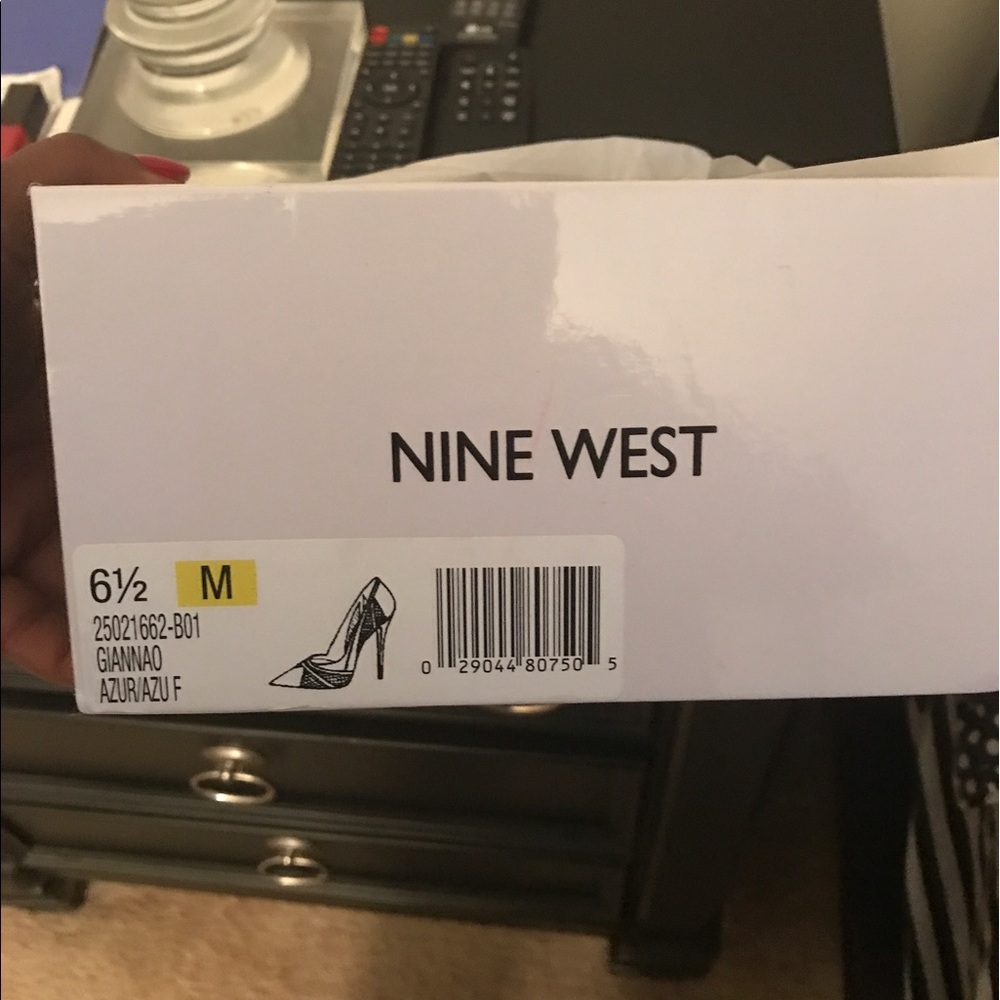 NINE WEST
6½ M
25021662-B01
GIANNAO
AZUR/AZU F
0 29044 80750 5